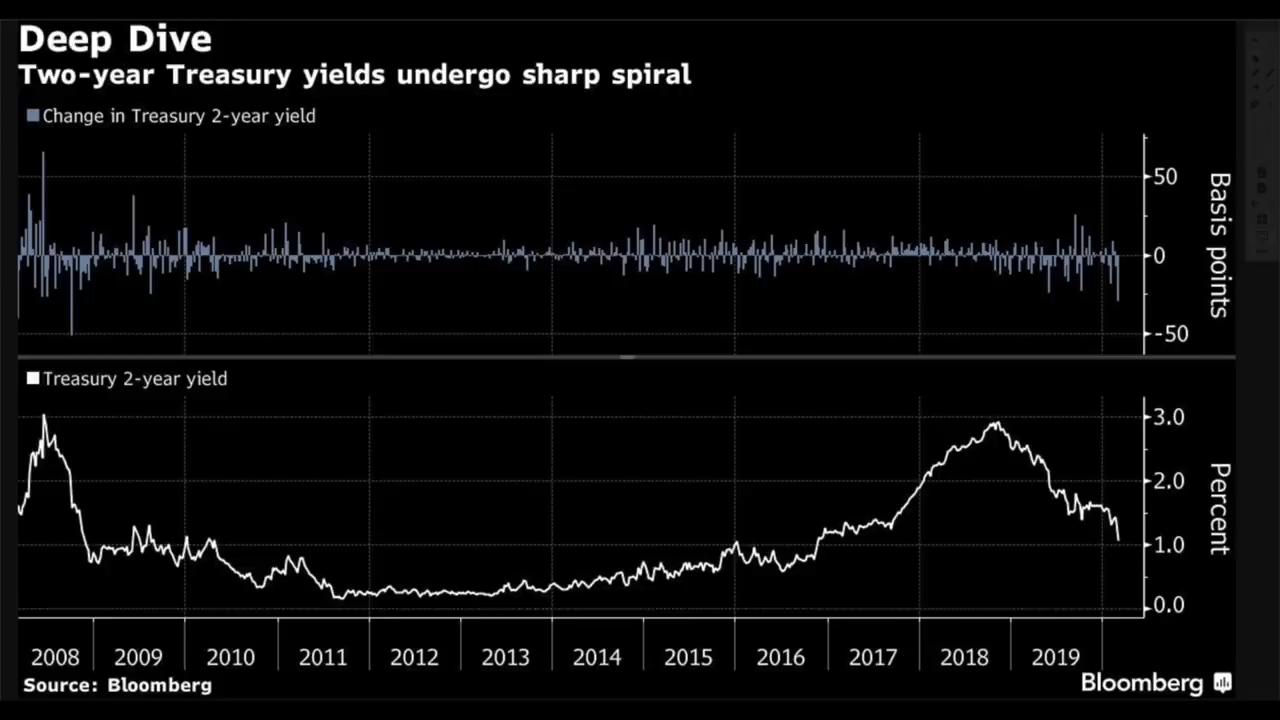 Deep Dive
Two-year Treasury yields undergo sharp spiral
Change in Treasury 2-year yield
50
0
-50
Basis points
Treasury 2-year yield
3.0
2.0
1.0
0.0
Percent
2008 2009 2010 2011 2012 2013 2014 2015 2016 2017 2018 2019
Source: Bloomberg
Bloomberg